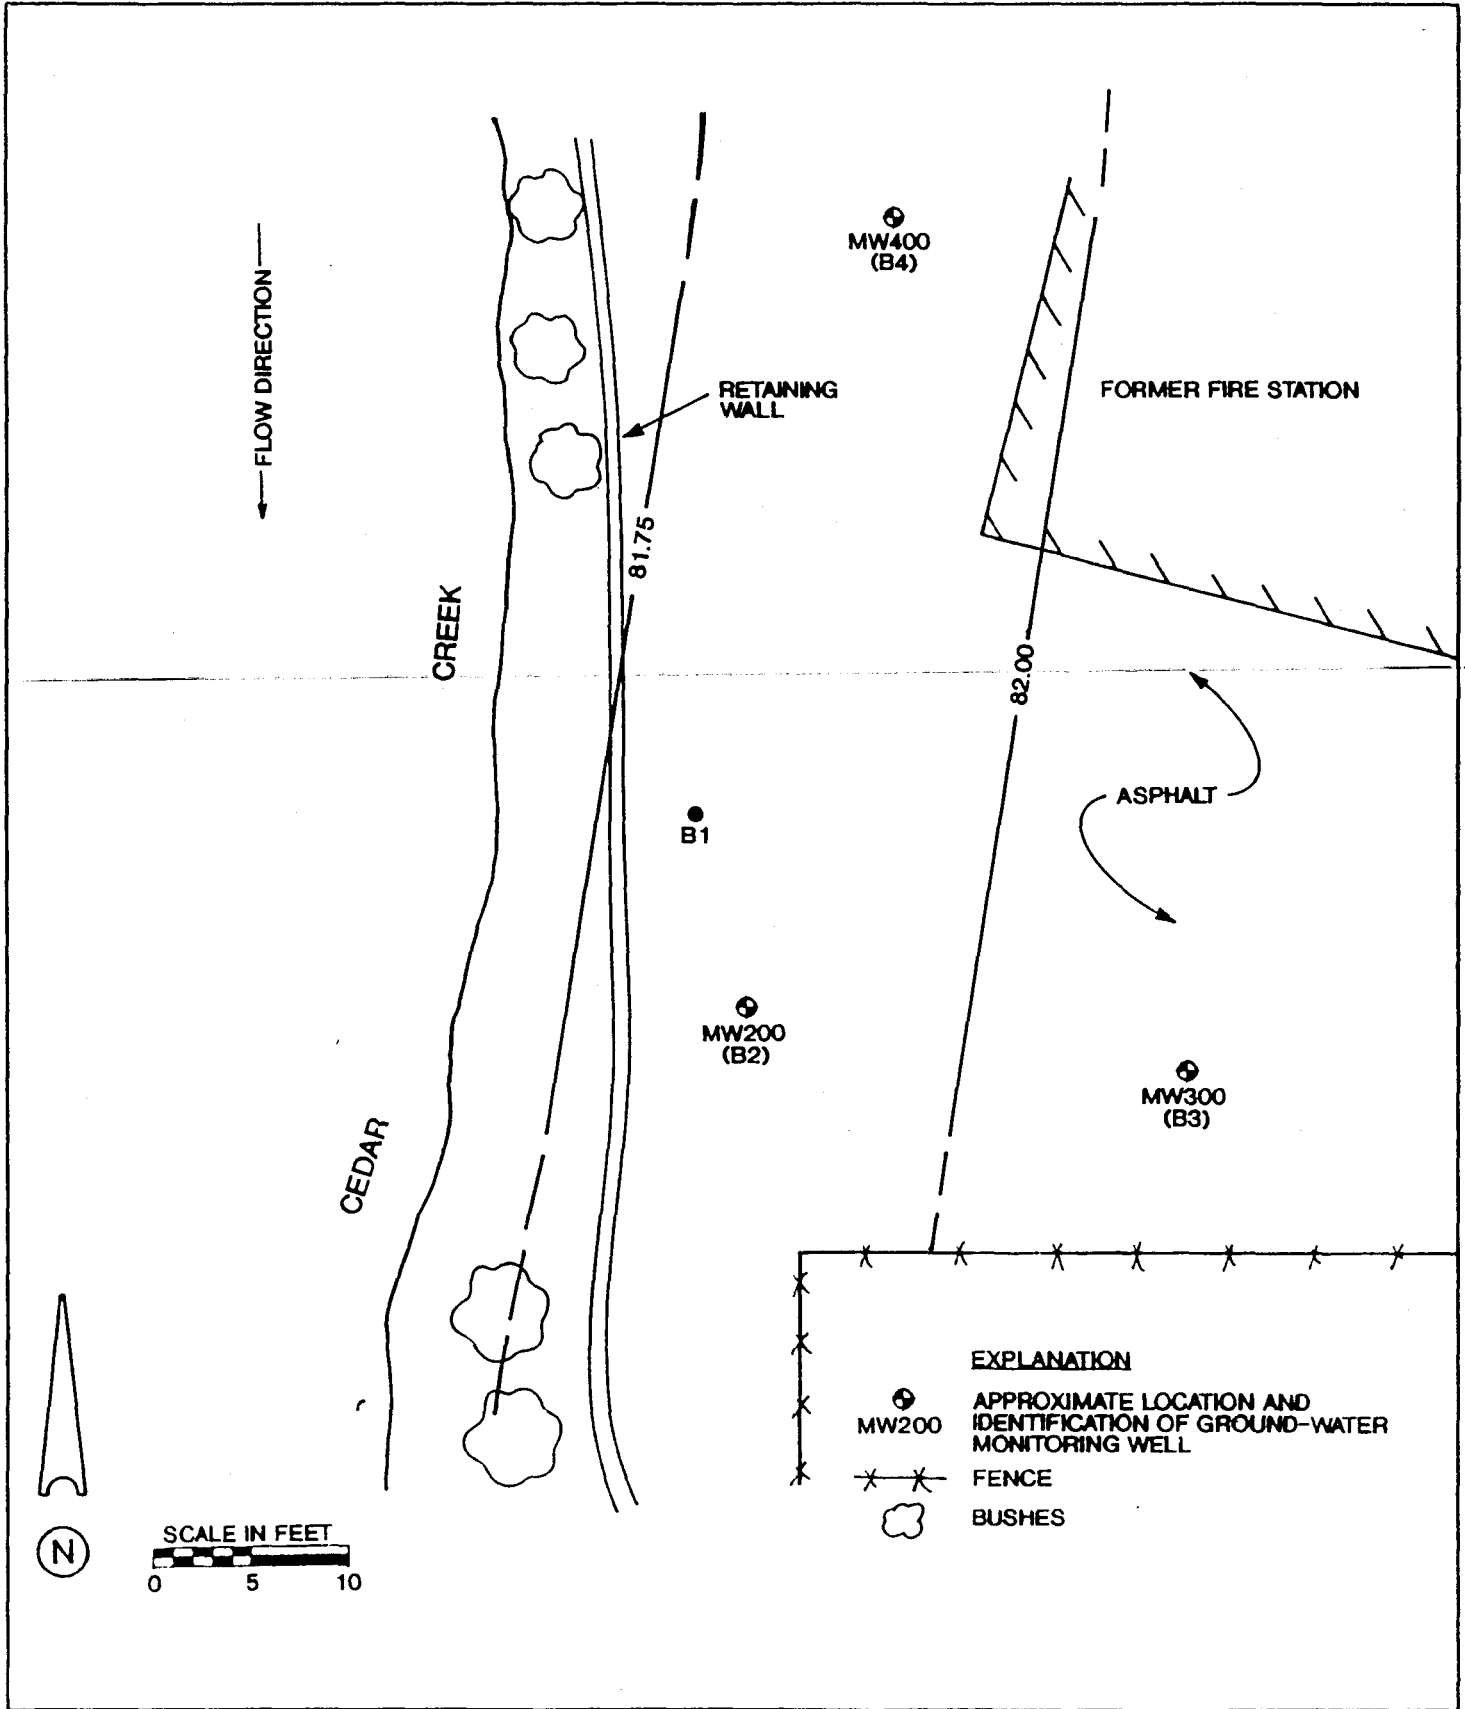 MW400
(B4)
FLOW DIRECTION
RETAINING
WALL
FORMER FIRE STATION
81.75
CREEK
82.00
ASPHALT
B1
MW200
(B2)
MW300
(B3)
CEDAR
EXPLANATION
MW200
APPROXIMATE LOCATION AND
IDENTIFICATION OF GROUND-WATER
MONITORING WELL
FENCE
BUSHES
N
SCALE IN FEET
0 5 10